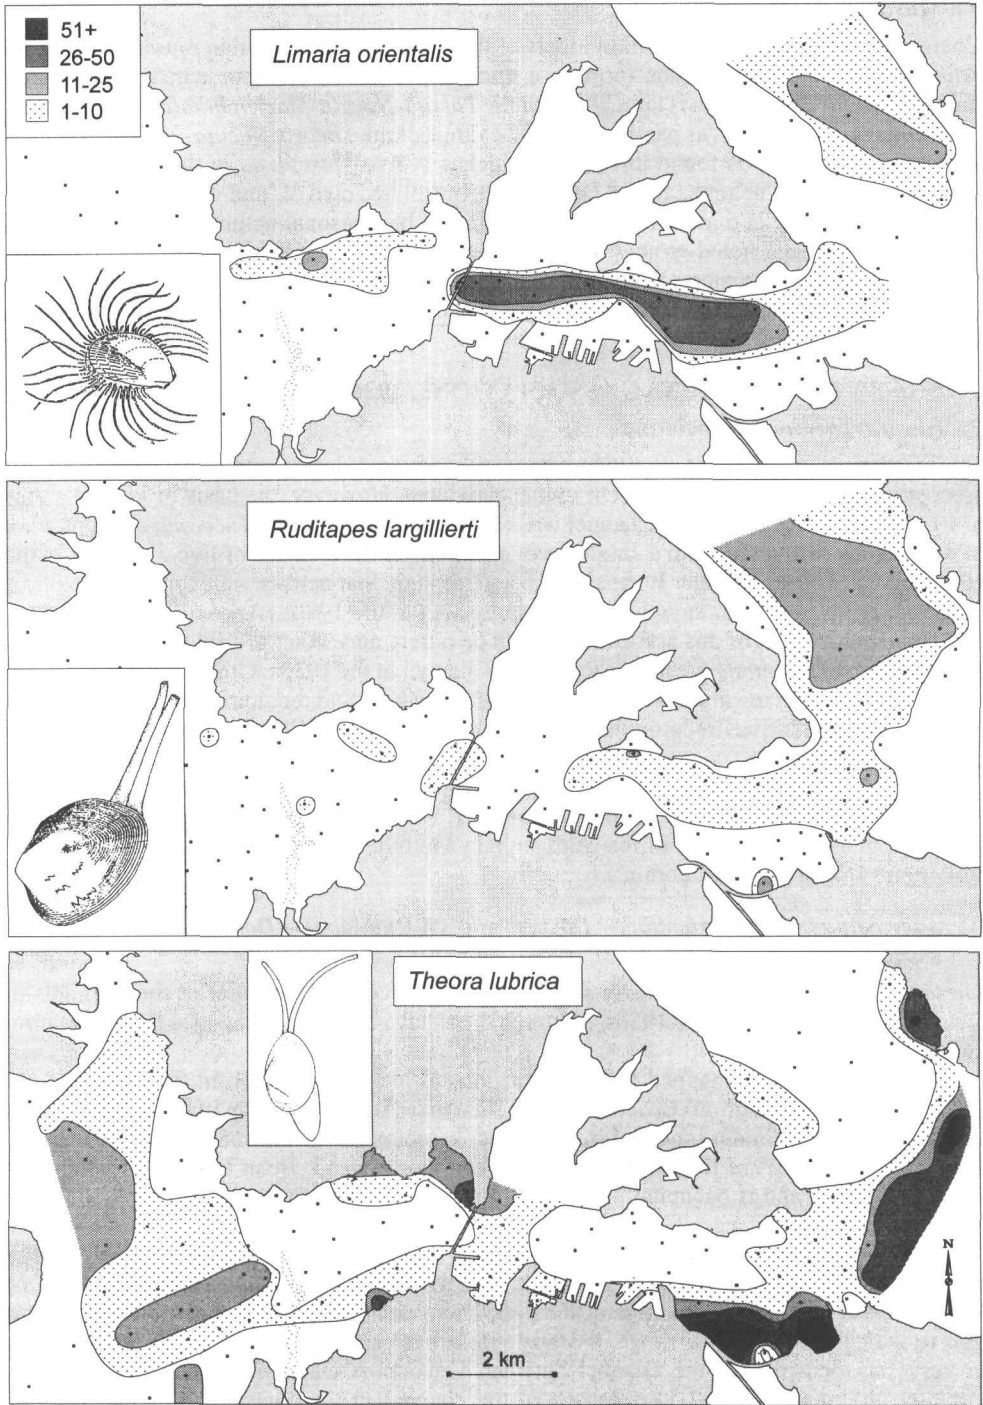 51+
26-50
11-25
1-10
Limaria orientalis
Ruditapes largillierti
Theora lubrica
N
2 km